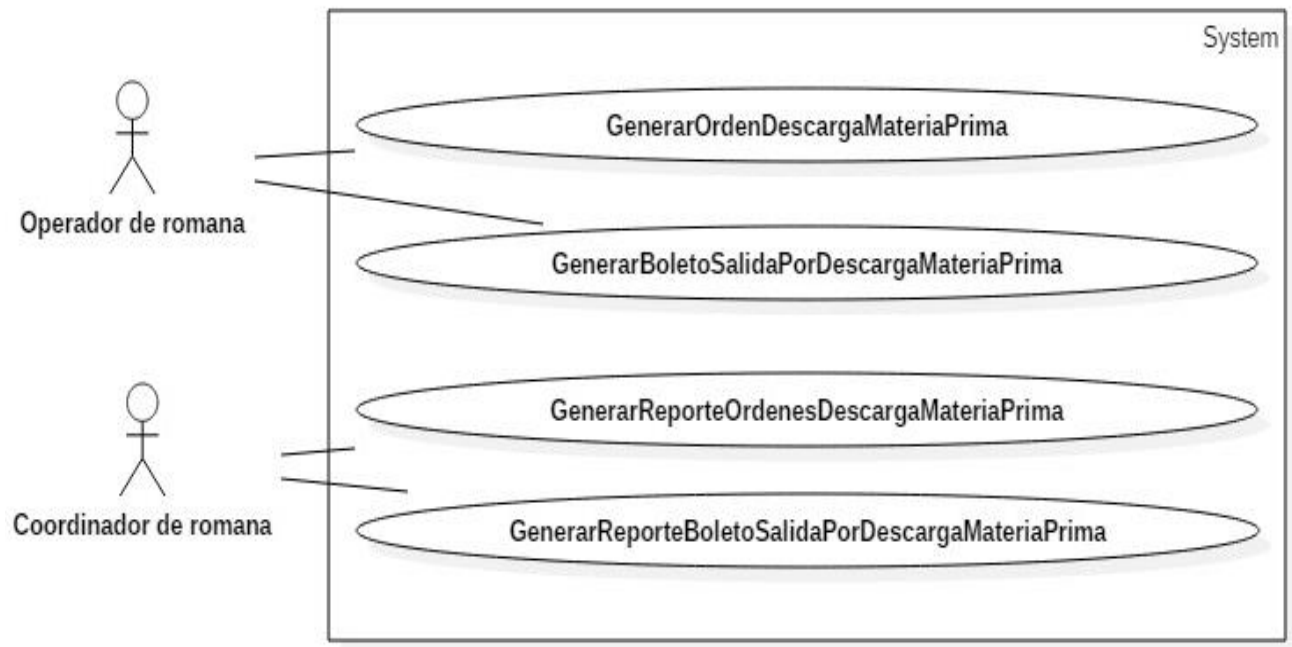 System
GenerarOrdenDescargaMateriaPrima
Operador de romana
GenerarBoletoSalidaPorDescargaMateriaPrima
GenerarReporteOrdenesDescargaMateriaPrima
Coordinador de romana
GenerarReporteBoletoSalidaPorDescargaMateriaPrima